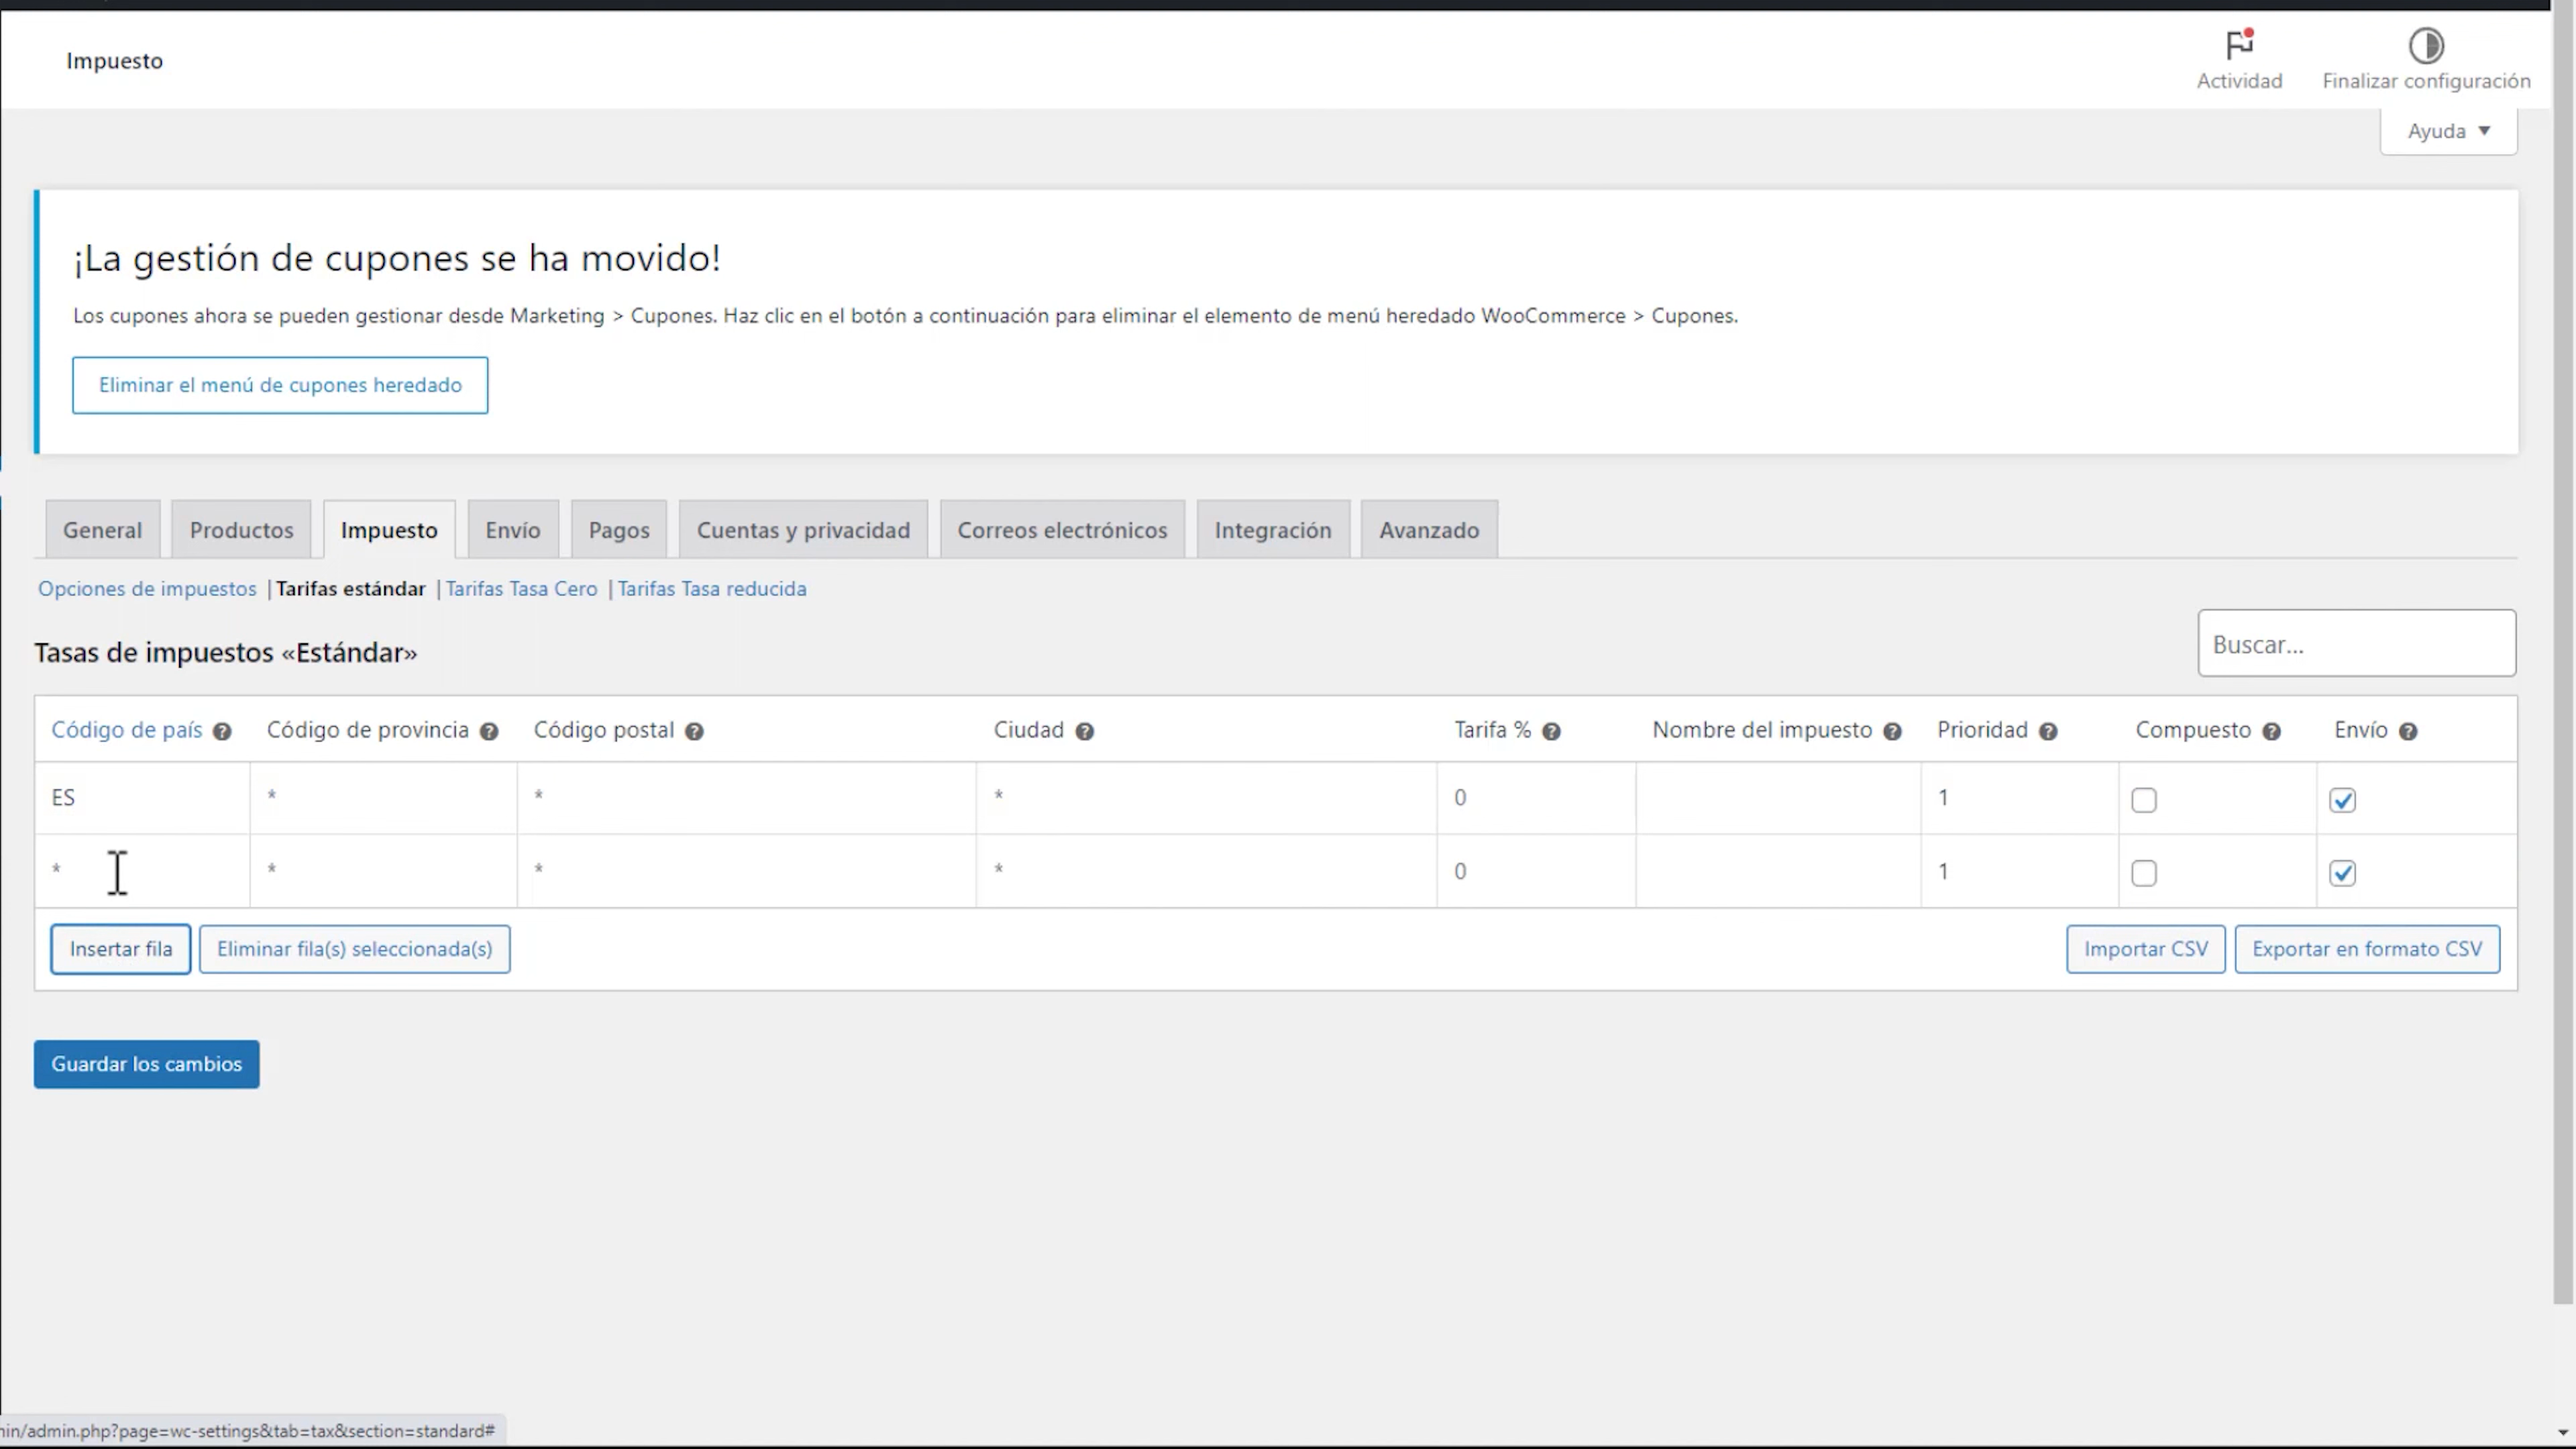 Impuesto
Actividad
Finalizar configuración
Ayuda
¡La gestión de cupones se ha movido!
Los cupones ahora se pueden gestionar desde Marketing > Cupones. Haz clic en el botón a continuación para eliminar el elemento de menú heredado WooCommerce > Cupones.
Eliminar el menú de cupones heredado
General Productos Impuesto Envío Pagos Cuentas y privacidad Correos electrónicos Integración Avanzado
Opciones de impuestos | Tarifas estándar | Tarifas Tasa Cero | Tarifas Tasa reducida
Buscar...
Tasas de impuestos «Estándar»
Código de país ? Código de provincia ? Código postal ? Ciudad ? Tarifa % ? Nombre del impuesto ? Prioridad ? Compuesto ? Envío ?
ES * * * 0 1
* * * * 0 1
Insertar fila Eliminar fila(s) seleccionada(s) Importar CSV Exportar en formato CSV
Guardar los cambios
in/admin.php?page=wc-settings&tab=tax&section=standard#